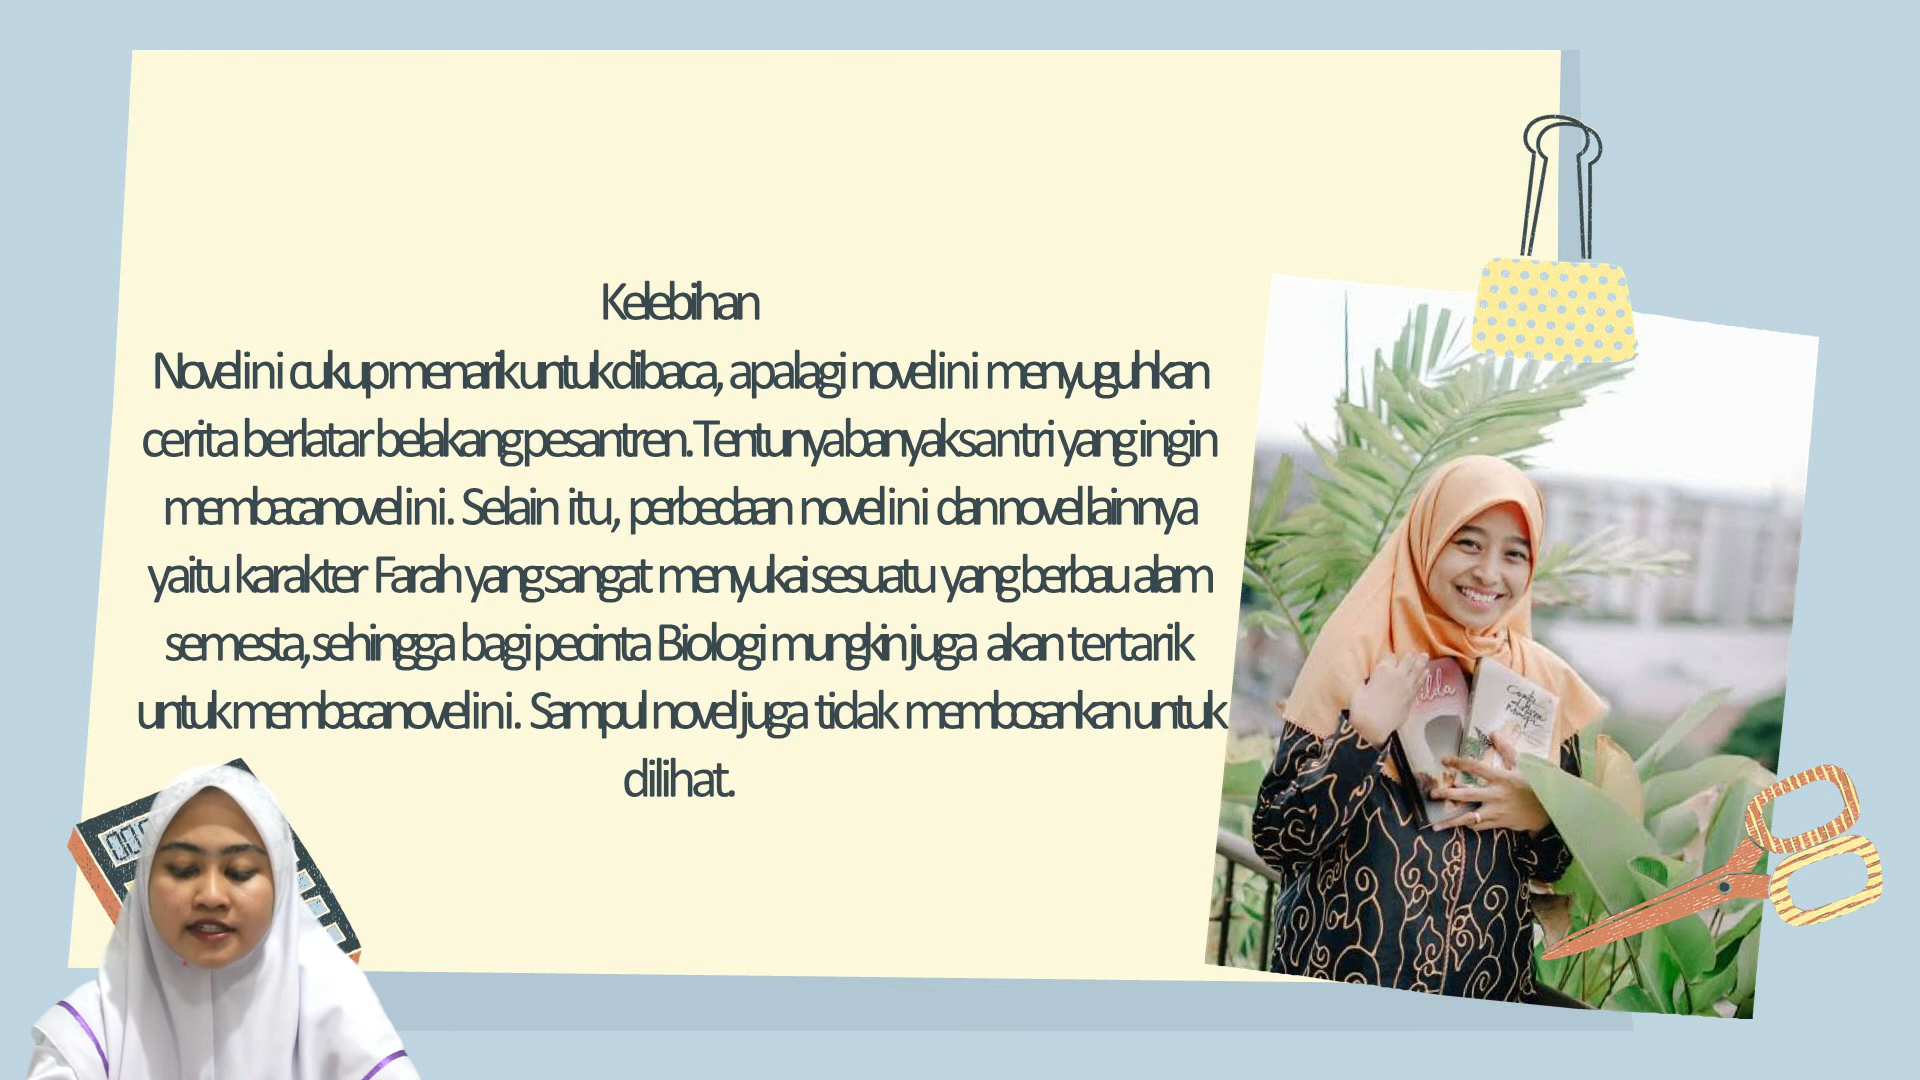 Kelebihan
Novel ini cukup menarik untuk dibaca, apalagi novel ini menyuguhkan
cerita berlatar belakang pesantren. Tentunya banyak santri yang ingin
membaca novel ini. Selain itu, perbedaan novel ini dan novel lainnya
yaitu karakter Farah yang sangat menyukai sesuatu yang berbau alam
semesta, sehingga bagi pecinta Biologi mungkin juga akan tertarik
untuk membaca novel ini. Sampul novel juga tidak membosankan untuk
dilihat.